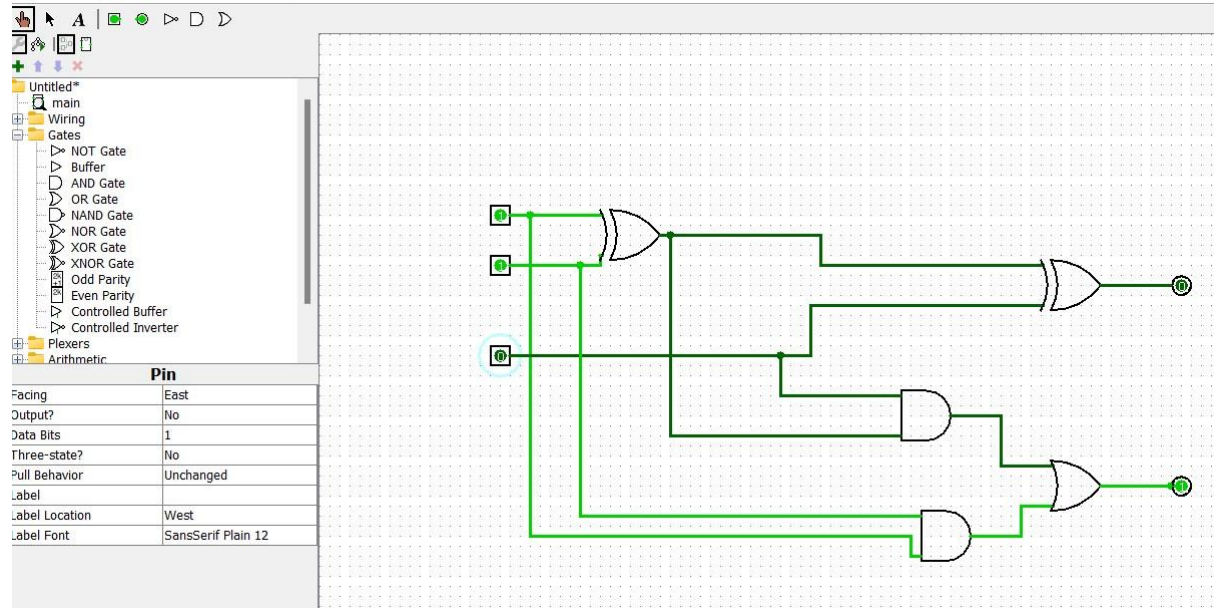 A
Untitled*
main
Wiring
Gates
NOT Gate
Buffer
AND Gate
OR Gate
NAND Gate
NOR Gate
XOR Gate
XNOR Gate
Odd Parity
Even Parity
Controlled Buffer
Controlled Inverter
Plexers
Arithmetic
Pin
Facing East
Output? No
Data Bits 1
Three-state? No
Pull Behavior Unchanged
Label
Label Location West
Label Font SansSerif Plain 12
1
1
0
0
1